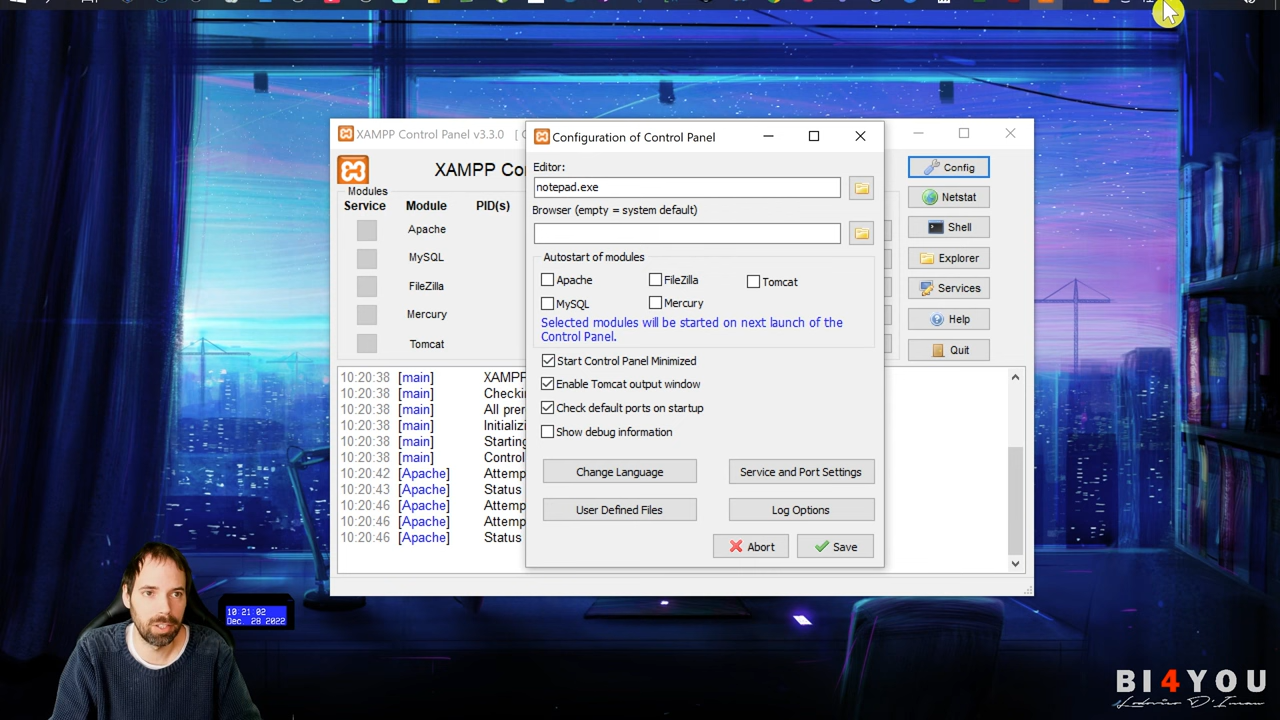 XAMPP Control Panel v3.3.0 [
Configuration of Control Panel
XAMPP Co
Modules
Service Module PID(s)
Apache
MySQL
FileZilla
Mercury
Tomcat
Editor:
notepad.exe
Browser (empty = system default)
Autostart of modules
Apache FileZilla Tomcat
MySQL Mercury
Selected modules will be started on next launch of the
Control Panel.
Start Control Panel Minimized
Enable Tomcat output window
Check default ports on startup
Show debug information
Change Language Service and Port Settings
User Defined Files Log Options
Abort Save
Config
Netstat
Shell
Explorer
Services
Help
Quit
10:20:38 [main] XAMPP
10:20:38 [main] Checki
10:20:38 [main] All prer
10:20:38 [main] Initializi
10:20:38 [main] Starting
10:20:38 [main] Control
10:20:42 [Apache] Attemp
10:20:43 [Apache] Status
10:20:46 [Apache] Attemp
10:20:46 [Apache] Attemp
10:20:46 [Apache] Status
10:21:02
Dec. 28 2022
BI4YOU